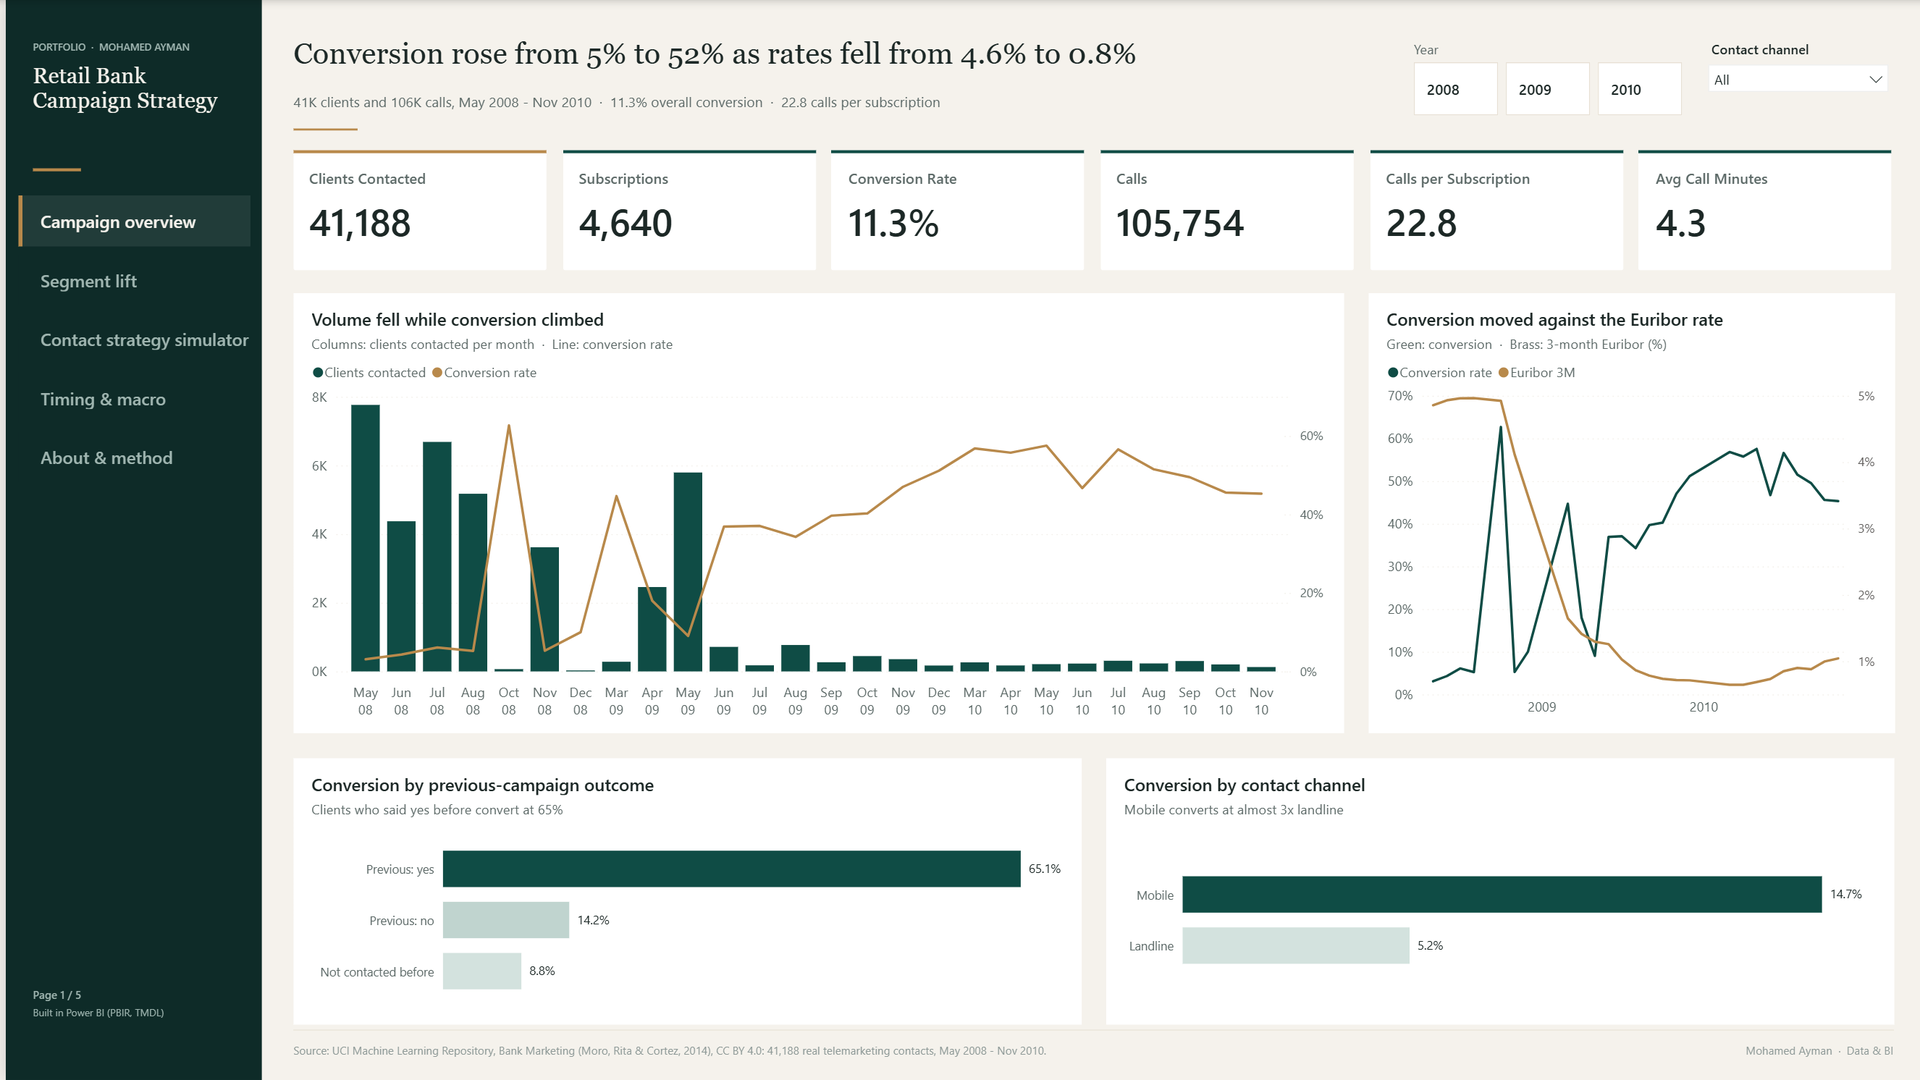 PORTFOLIO · MOHAMED AYMAN
Retail Bank
Campaign Strategy
Campaign overview
Segment lift
Contact strategy simulator
Timing & macro
About & method
Page 1 / 5
Built in Power BI (PBIR, TMDL)
Conversion rose from 5% to 52% as rates fell from 4.6% to 0.8%
41K clients and 106K calls, May 2008 - Nov 2010 · 11.3% overall conversion · 22.8 calls per subscription
Year
2008 2009 2010
Contact channel
All
Clients Contacted
41,188
Subscriptions
4,640
Conversion Rate
11.3%
Calls
105,754
Calls per Subscription
22.8
Avg Call Minutes
4.3
Volume fell while conversion climbed
Columns: clients contacted per month · Line: conversion rate
Clients contacted Conversion rate
8K
6K
4K
2K
0K
60%
40%
20%
0%
May Jun Jul Aug Oct Nov Dec Mar Apr May Jun Jul Aug Sep Oct Nov Dec Mar Apr May Jun Jul Aug Sep Oct Nov
08 08 08 08 08 08 08 09 09 09 09 09 09 09 09 09 09 10 10 10 10 10 10 10 10 10
Conversion moved against the Euribor rate
Green: conversion · Brass: 3-month Euribor (%)
Conversion rate Euribor 3M
70%
60%
50%
40%
30%
20%
10%
0%
5%
4%
3%
2%
1%
2009 2010
Conversion by previous-campaign outcome
Clients who said yes before convert at 65%
Previous: yes 65.1%
Previous: no 14.2%
Not contacted before 8.8%
Conversion by contact channel
Mobile converts at almost 3x landline
Mobile 14.7%
Landline 5.2%
Source: UCI Machine Learning Repository, Bank Marketing (Moro, Rita & Cortez, 2014), CC BY 4.0: 41,188 real telemarketing contacts, May 2008 - Nov 2010.
Mohamed Ayman · Data & BI